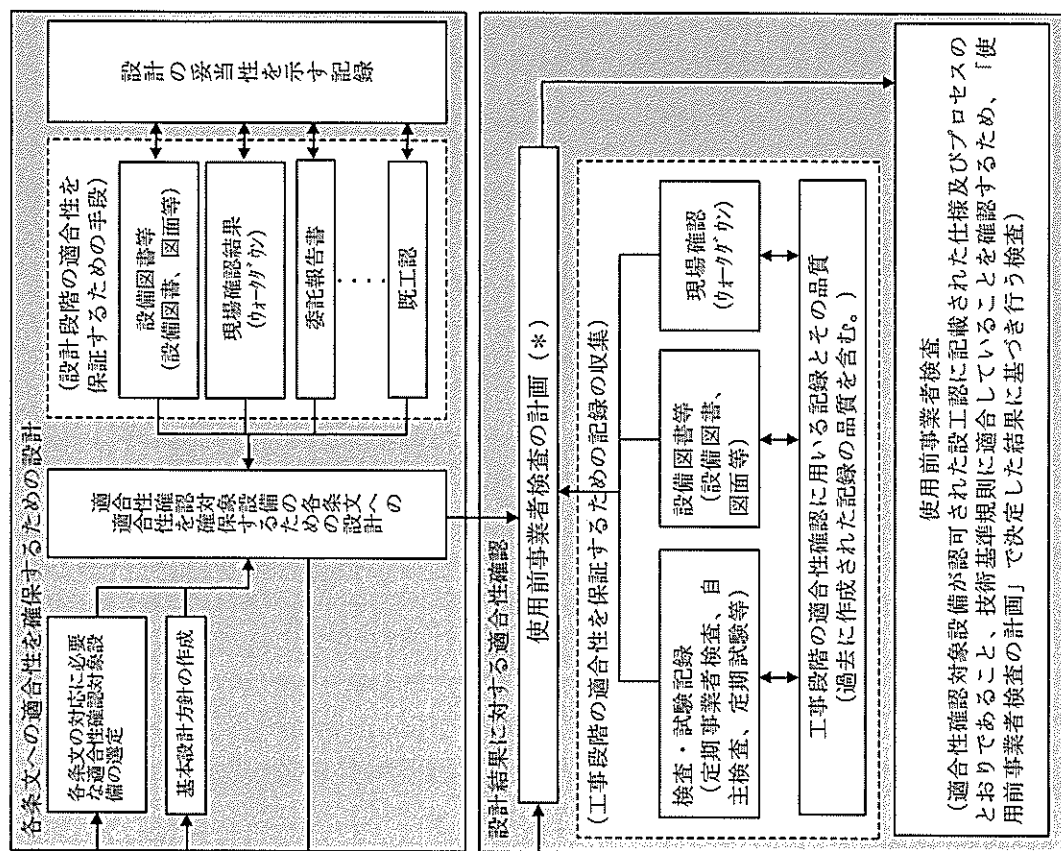 各条文への適合性を確保するための設計
各条文の対応に必要
な適合性確認対象設
備の選定
基本設計方針の作成
適合性確認対象設備の各条文への
適合性を確保するための設計
(設計段階の適合性を
保証するための手段)
設備図書等
(設備図書、図面等)
現場確認結果
(ウォークダウン)
委託報告書
・・・・
既工認
設計の妥当性を示す記録
設計結果に対する適合性確認
使用前事業者検査の計画(*)
(工事段階の適合性を保証するための記録の収集)
検査・試験記録
(定期事業者検査、自
主検査、定期試験等)
設備図書等
(設備図書、
図面等)
現場確認
(ウォークダウン)
工事段階の適合性確認に用いる記録とその品質
(過去に作成された記録の品質を含む。)
使用前事業者検査
(適合性確認対象設備が認可された設工認に記載された仕様及びプロセスの
とおりであること、技術基準規則に適合していることを確認するため、「使
用前事業者検査の計画」で決定した結果に基づき行う検査)